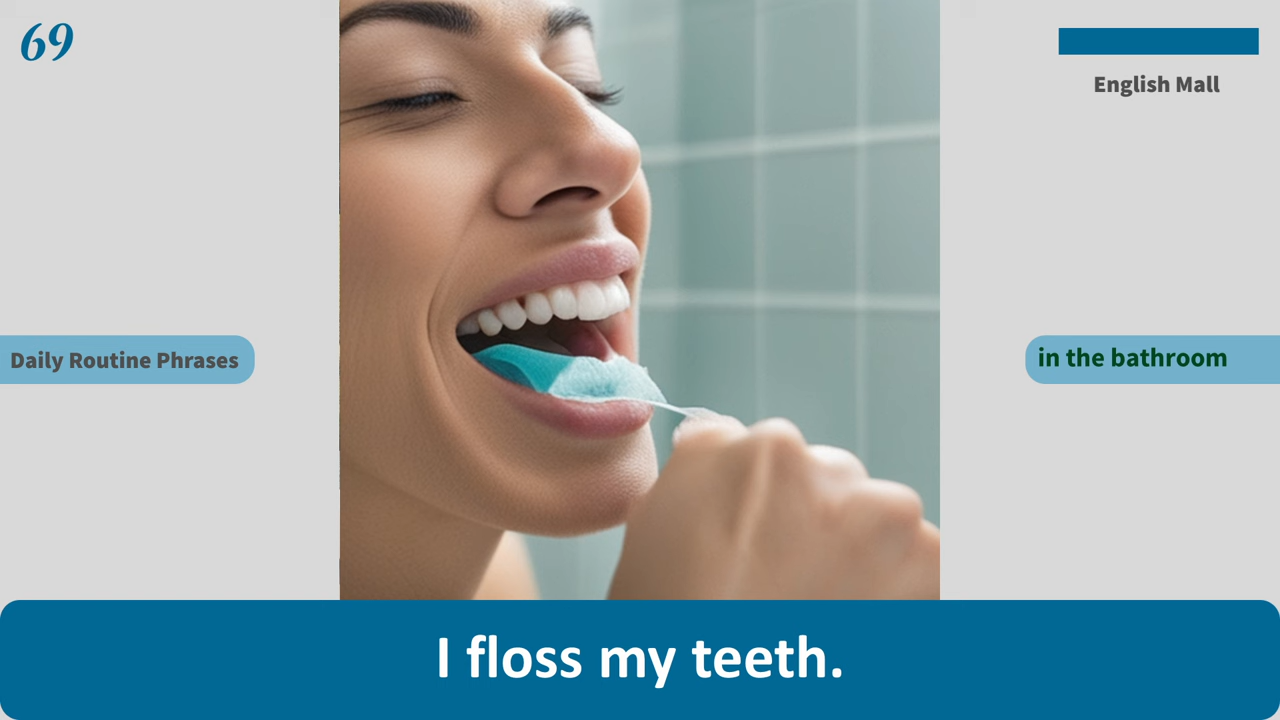 69
English Mall
Daily Routine Phrases
in the bathroom
I floss my teeth.